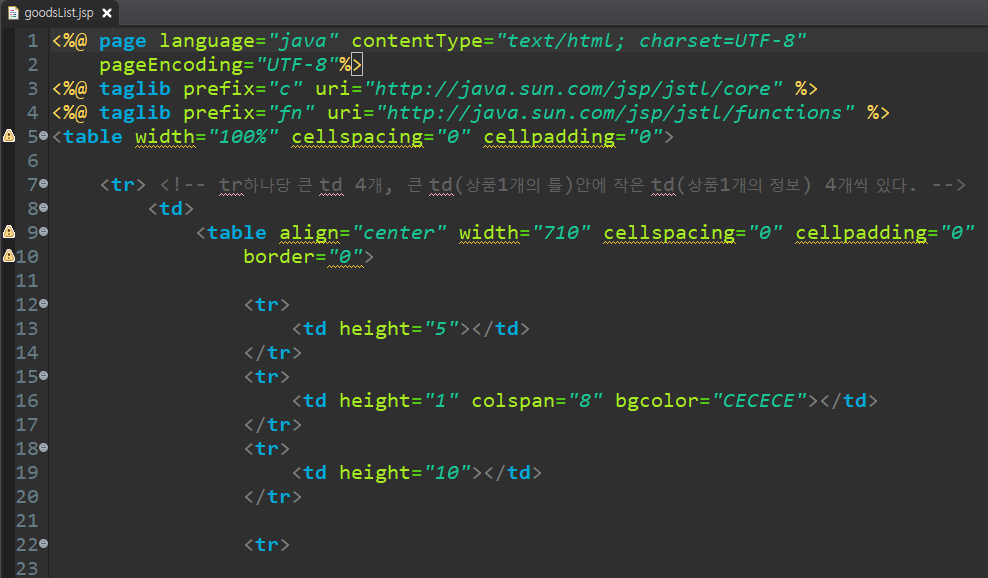 goodsList.jsp
1 <%@ page language="java" contentType="text/html; charset=UTF-8"
2     pageEncoding="UTF-8"%>
3 <%@ taglib prefix="c" uri="http://java.sun.com/jsp/jstl/core" %>
4 <%@ taglib prefix="fn" uri="http://java.sun.com/jsp/jstl/functions" %>
5 <table width="100%" cellspacing="0" cellpadding="0">
6
7     <tr> <!-- tr하나당 큰 td 4개, 큰 td(상품1개의 틀)안에 작은 td(상품1개의 정보) 4개씩 있다. -->
8         <td>
9             <table align="center" width="710" cellspacing="0" cellpadding="0"
10                 border="0">
11
12                 <tr>
13                     <td height="5"></td>
14                 </tr>
15                 <tr>
16                     <td height="1" colspan="8" bgcolor="CECECE"></td>
17                 </tr>
18                 <tr>
19                     <td height="10"></td>
20                 </tr>
21
22                 <tr>
23